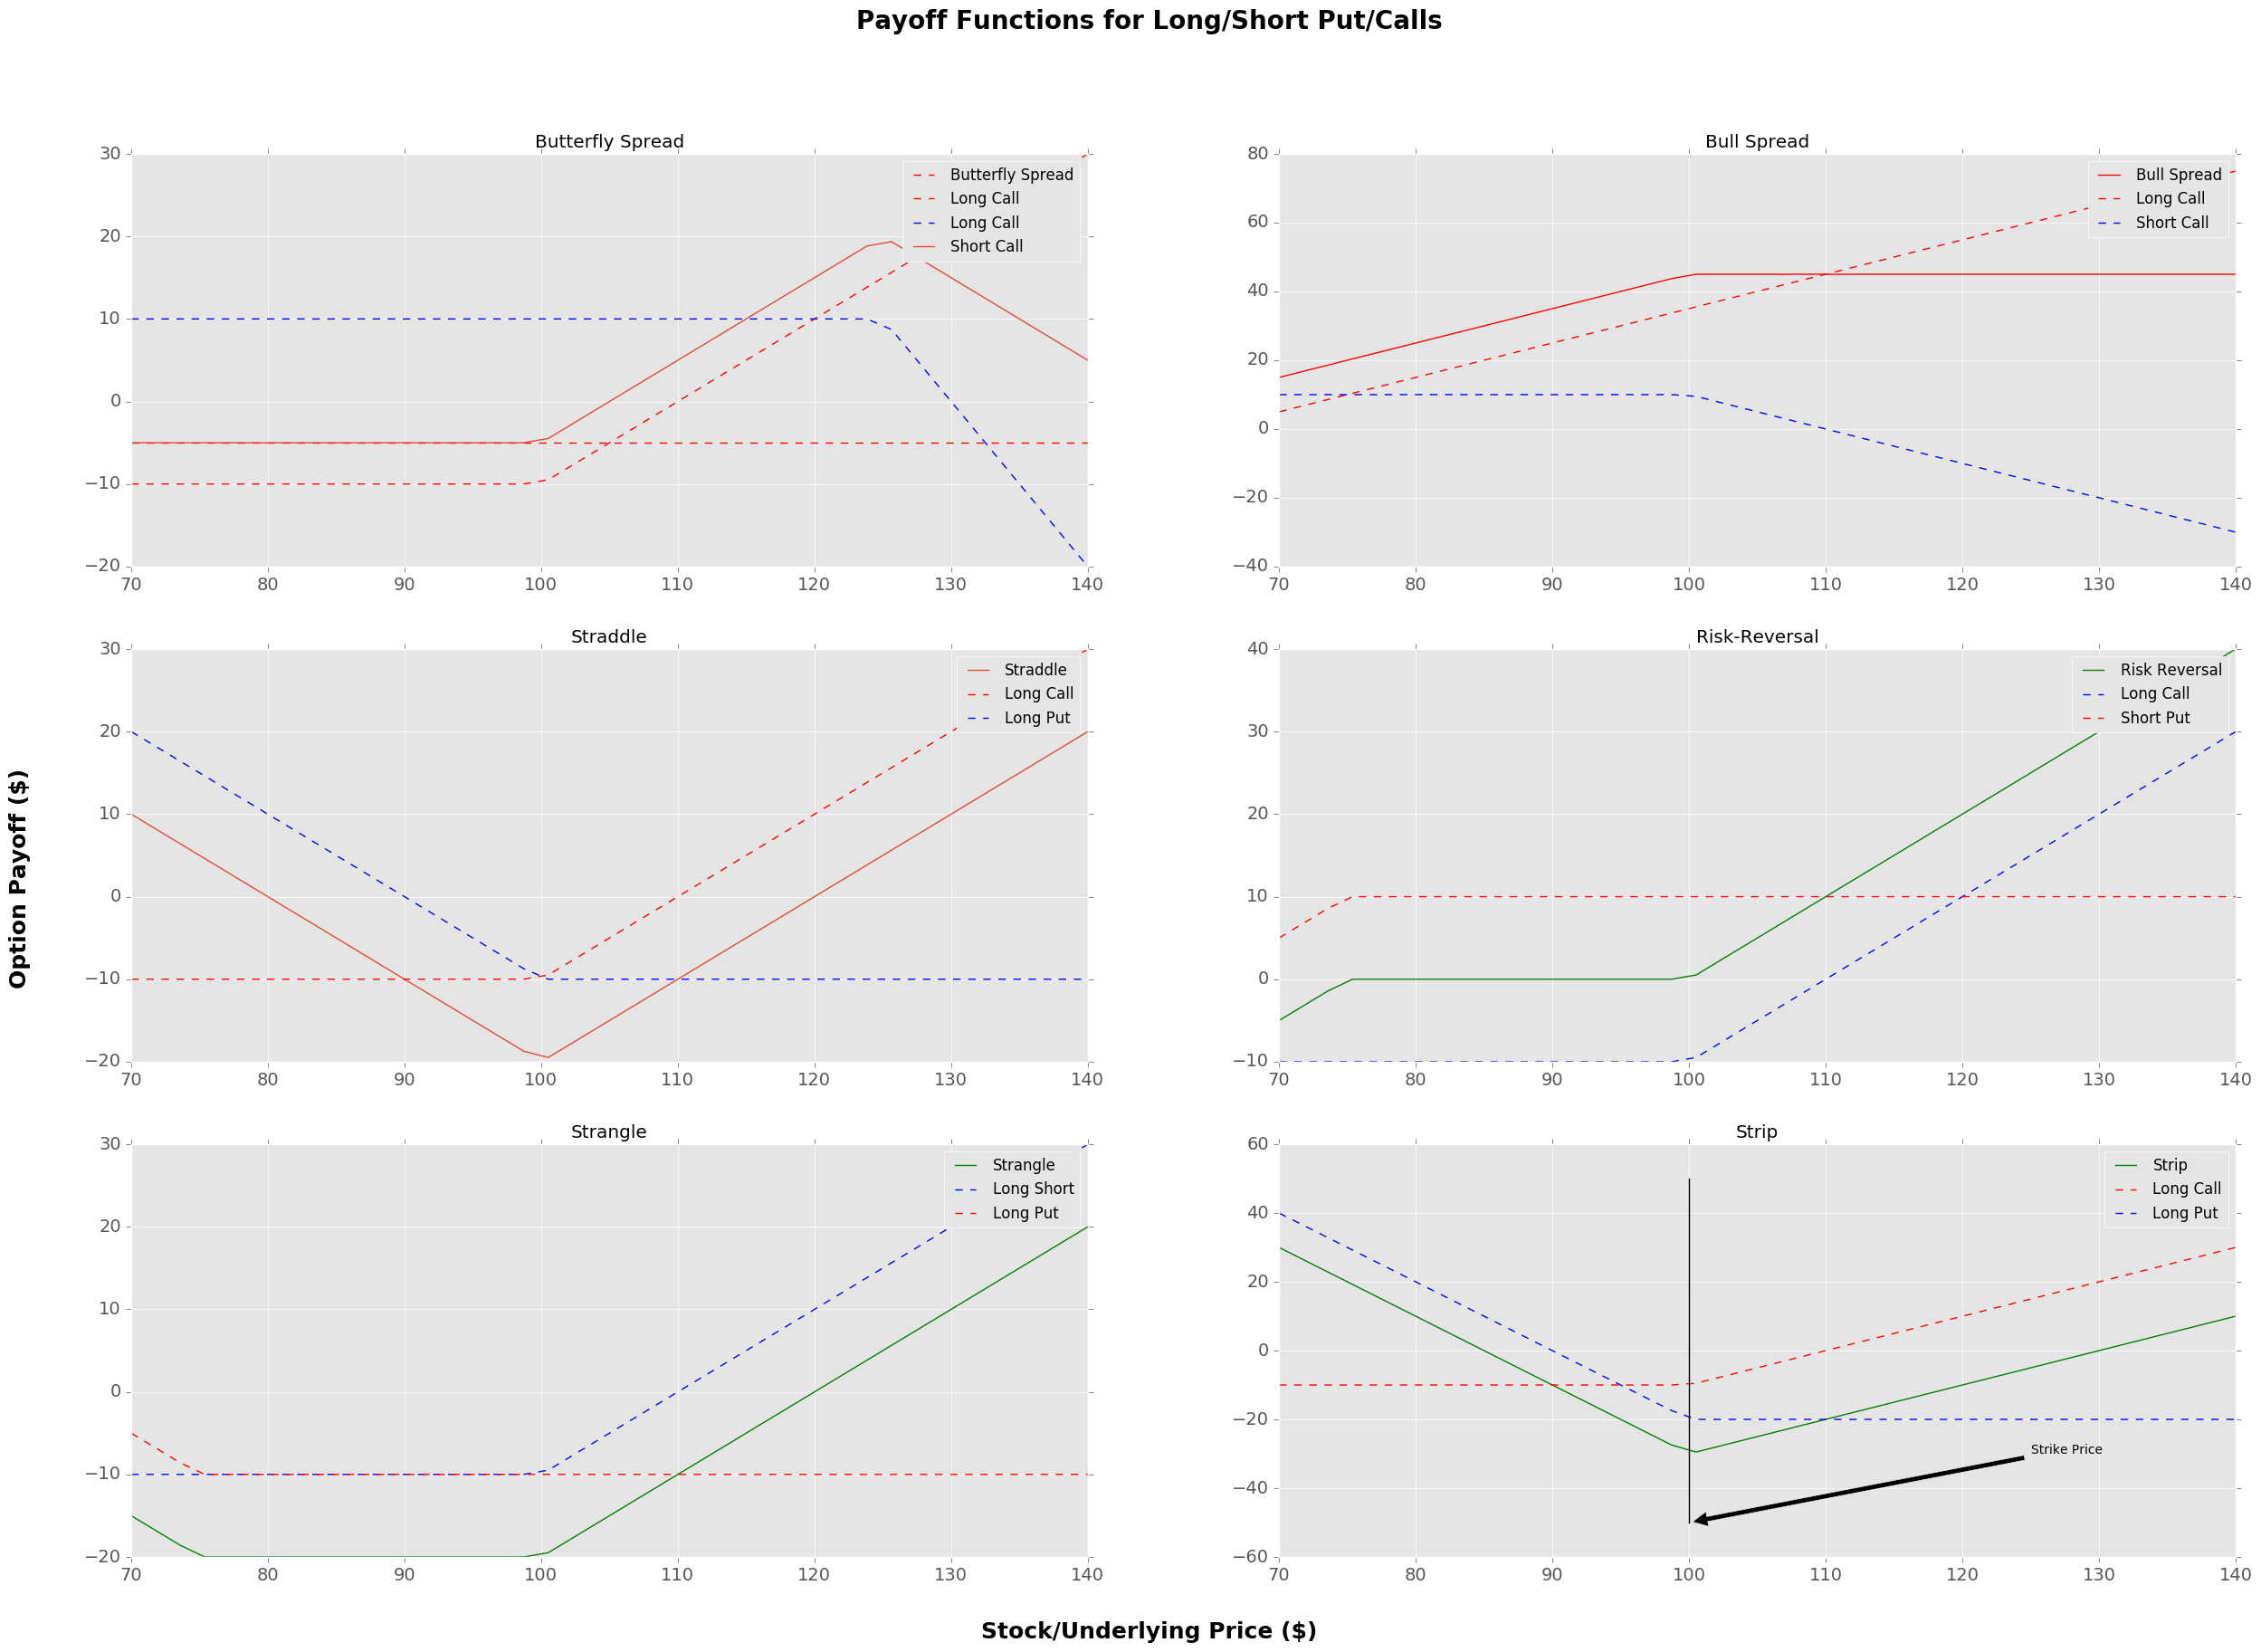 Payoff Functions for Long/Short Put/Calls
Butterfly Spread
30
20
10
0
−10
−20
70 80 90 100 110 120 130 140
Butterfly Spread
Long Call
Long Call
Short Call
Bull Spread
80
60
40
20
0
−20
−40
70 80 90 100 110 120 130 140
Bull Spread
Long Call
Short Call
Straddle
30
20
10
0
−10
−20
70 80 90 100 110 120 130 140
Straddle
Long Call
Long Put
Risk-Reversal
40
30
20
10
0
−10
70 80 90 100 110 120 130 140
Risk Reversal
Long Call
Short Put
Strangle
30
20
10
0
−10
−20
70 80 90 100 110 120 130 140
Strangle
Long Short
Long Put
Strip
60
40
20
0
−20
−40
−60
70 80 90 100 110 120 130 140
Strip
Long Call
Long Put
Strike Price
Option Payoff ($)
Stock/Underlying Price ($)